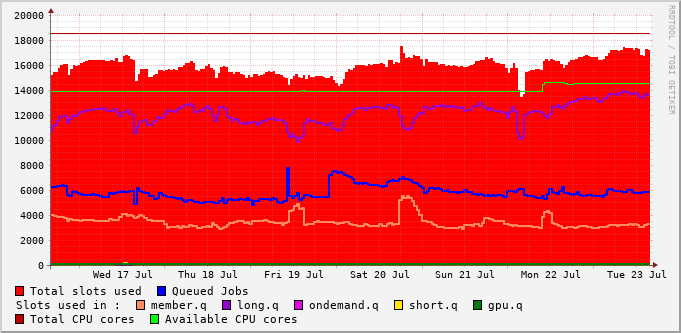 RRDTOOL / TOBI OETIKER
20000
18000
16000
14000
12000
10000
8000
6000
4000
2000
0
Wed 17 Jul Thu 18 Jul Fri 19 Jul Sat 20 Jul Sun 21 Jul Mon 22 Jul Tue 23 Jul
Total slots used Queued Jobs
Slots used in : member.q long.q ondemand.q short.q gpu.q
Total CPU cores Available CPU cores